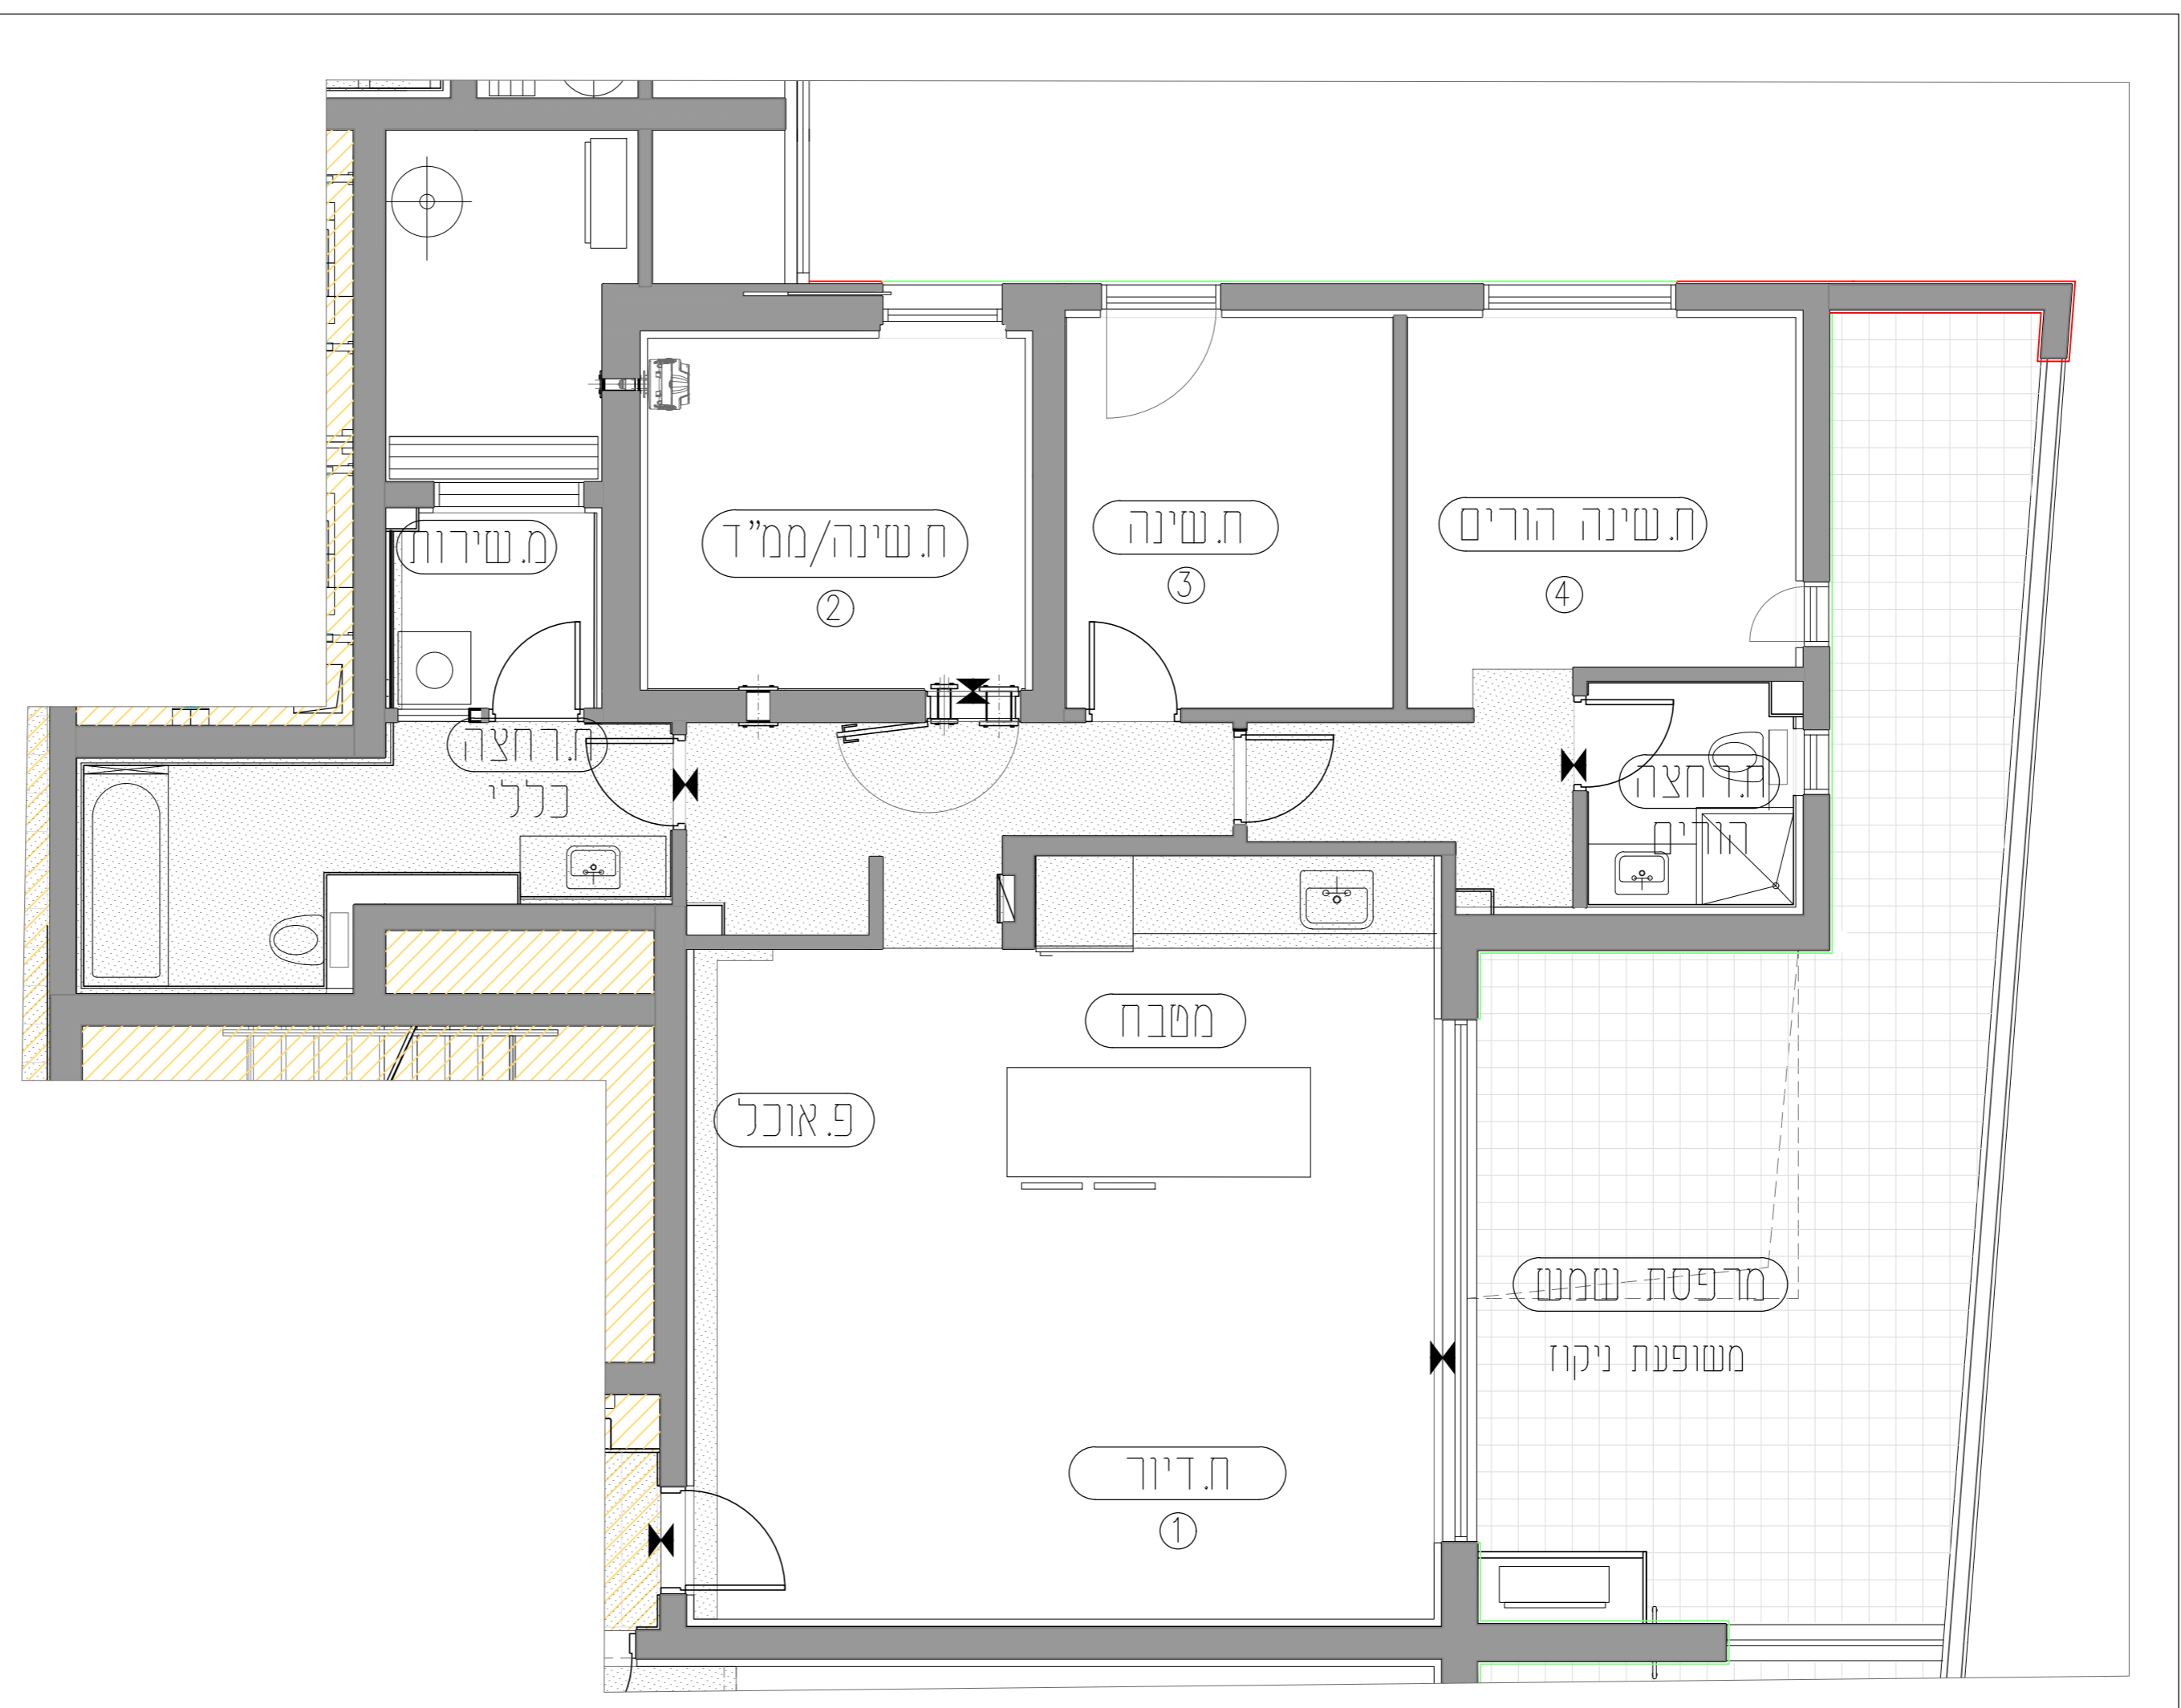 ח.שינה הורים
4
ח.שינה
3
ח.שינה/ממ"ד
2
מ.שירות
ח.רחצה
כללי
ח.רחצה
הורים
מטבח
פ.אוכל
מרפסת שמש
משופעת ניקוז
ח.דיור
1